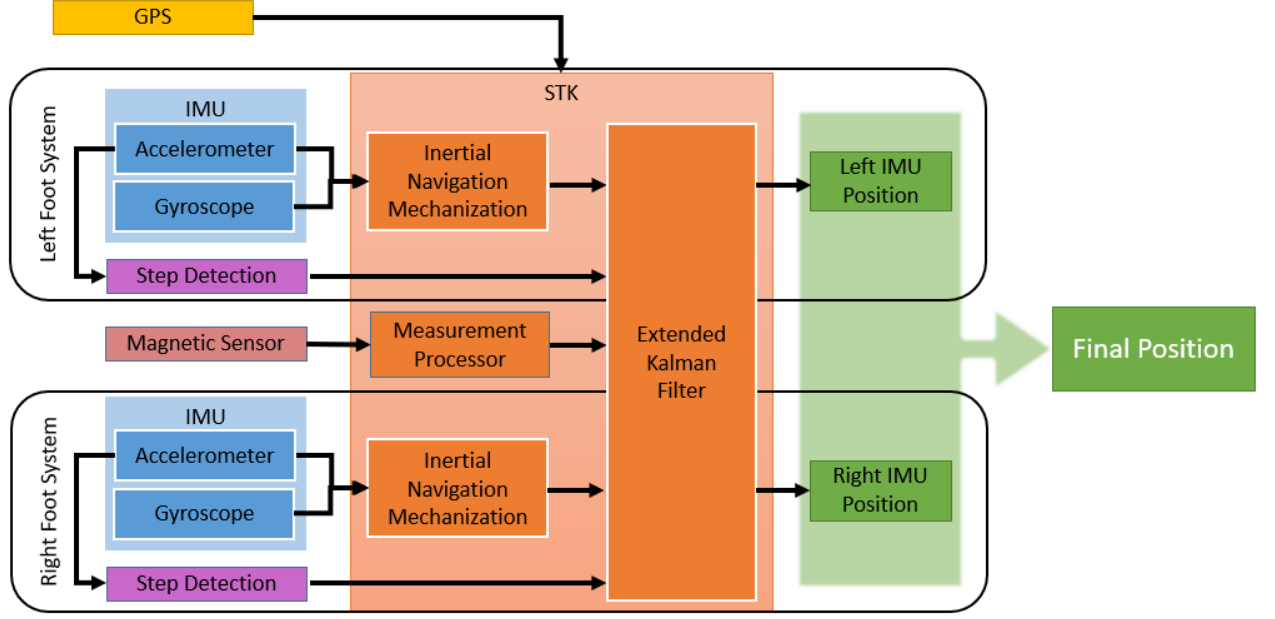 GPS
STK
Left Foot System
IMU
Accelerometer
Gyroscope
Step Detection
Inertial
Navigation
Mechanization
Left IMU
Position
Magnetic Sensor
Measurement
Processor
Extended
Kalman
Filter
Final Position
Right Foot System
IMU
Accelerometer
Gyroscope
Step Detection
Inertial
Navigation
Mechanization
Right IMU
Position